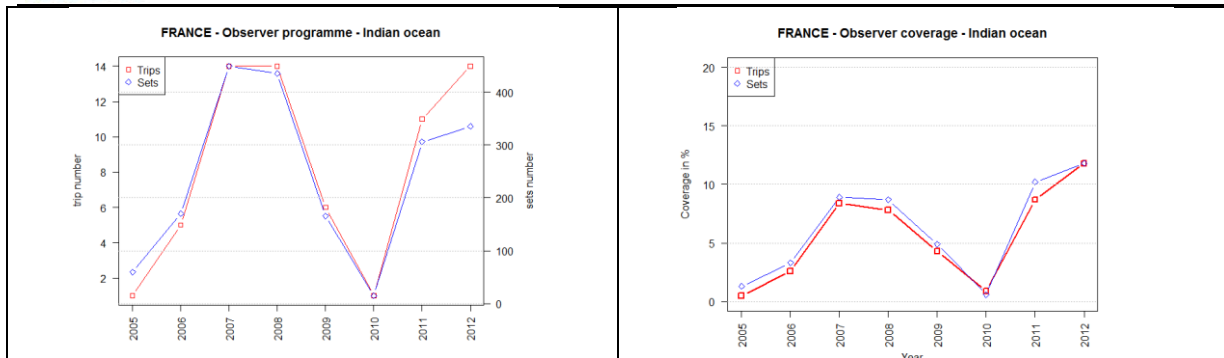 FRANCE - Observer programme - Indian ocean
Trips
Sets
14
12
10
8
6
4
2
trip number
400
300
200
100
0
sets number
2005 2006 2007 2008 2009 2010 2011 2012
FRANCE - Observer coverage - Indian ocean
Trips
Sets
20
15
10
5
0
Coverage in %
2005 2006 2007 2008 2009 2010 2011 2012
Year